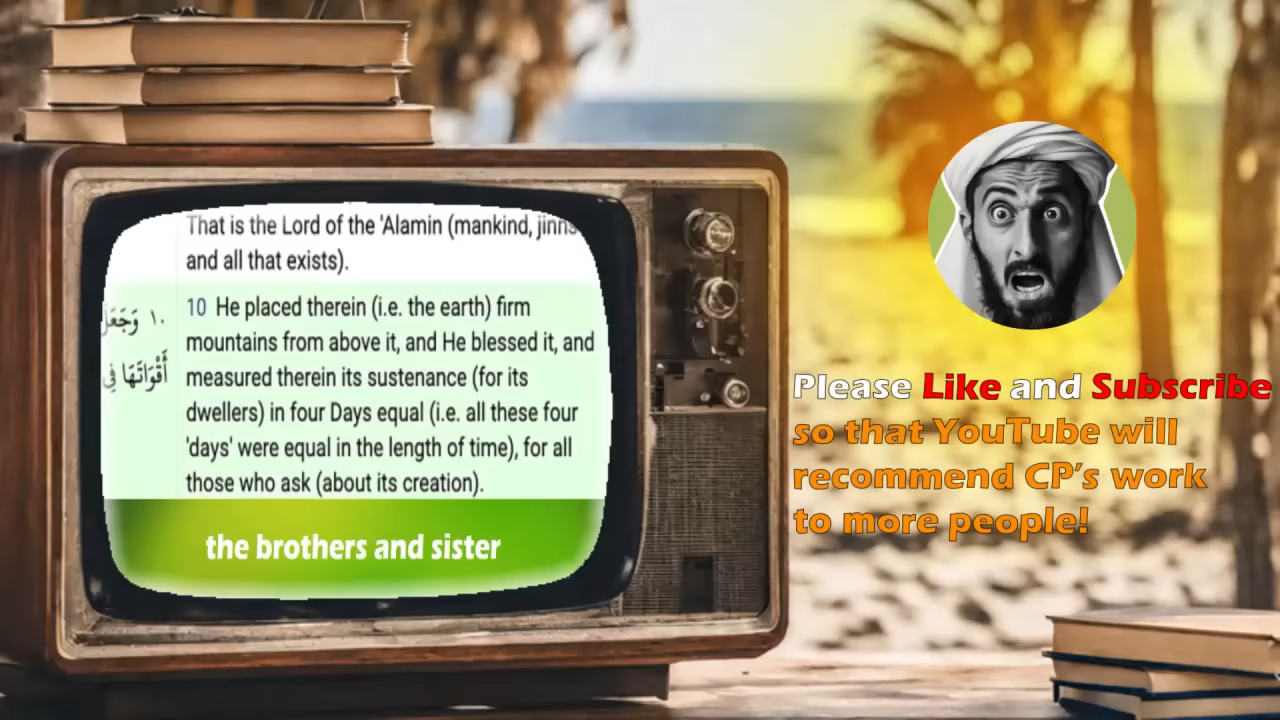 That is the Lord of the 'Alamin (mankind, jinns
and all that exists).
10 He placed therein (i.e. the earth) firm
mountains from above it, and He blessed it, and
measured therein its sustenance (for its
dwellers) in four Days equal (i.e. all these four
'days' were equal in the length of time), for all
those who ask (about its creation).
١٠ وَجَعَلَ
أَقْوَاتَهَا فِي
the brothers and sister
Please Like and Subscribe
so that YouTube will
recommend CP’s work
to more people!